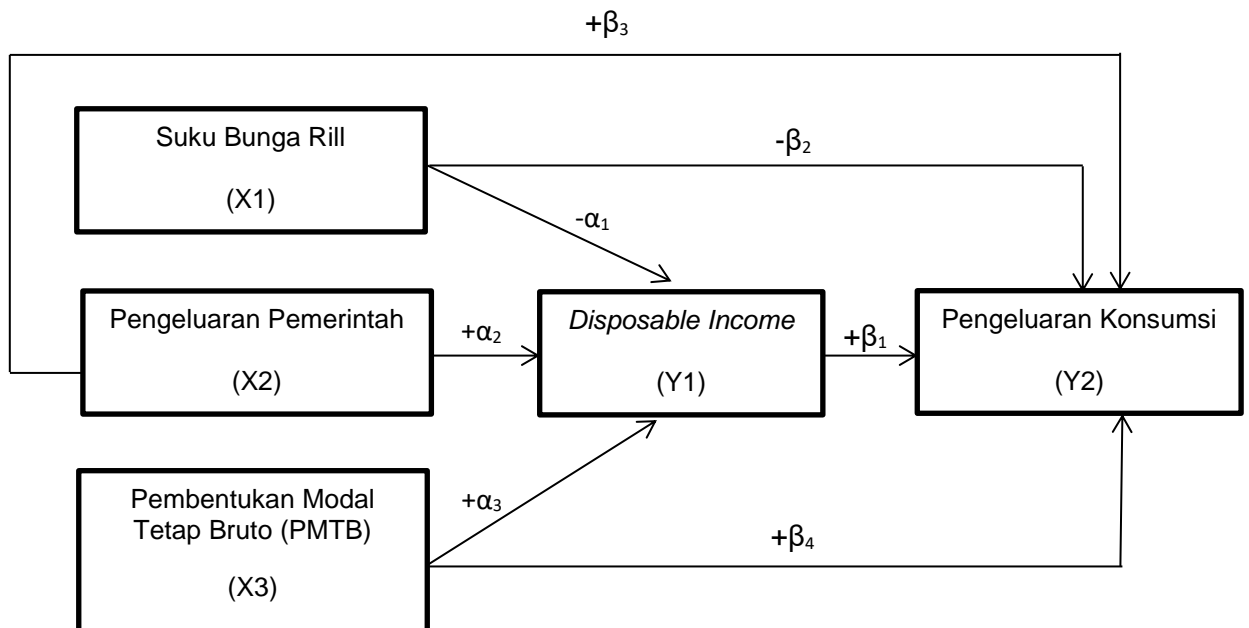 +β₃
Suku Bunga Rill
(X1)
-β₂
-α₁
Pengeluaran Pemerintah
(X2)
+α₂
Disposable Income
(Y1)
+β₁
Pengeluaran Konsumsi
(Y2)
Pembentukan Modal
Tetap Bruto (PMTB)
(X3)
+α₃
+β₄